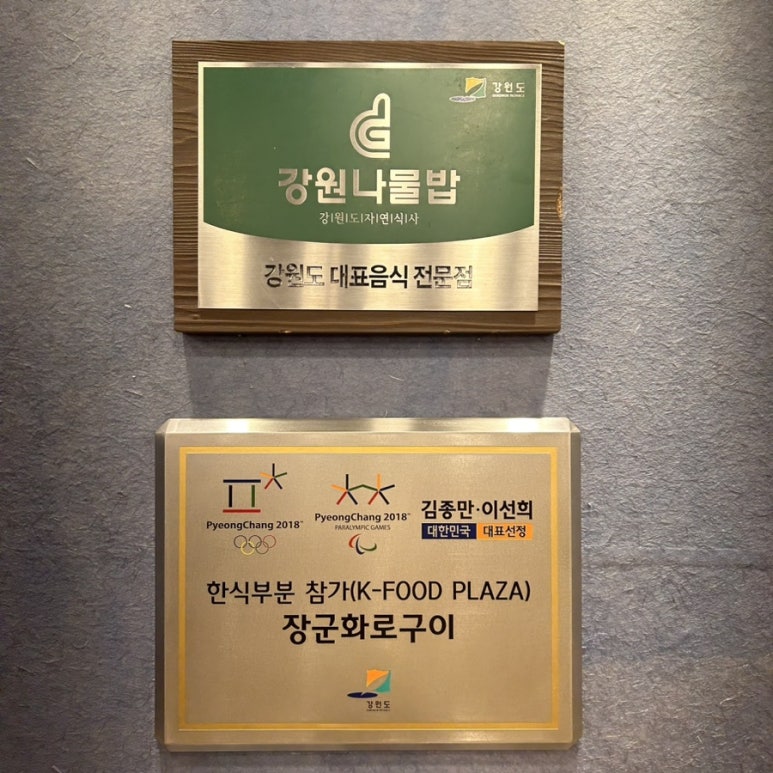 강원도
강원나물밥
강|원|도|자|연|식|사
강원도 대표음식 전문점
PyeongChang 2018™
PyeongChang 2018™
PARALYMPIC GAMES
김종만·이선희
대한민국 대표선정
한식부분 참가(K-FOOD PLAZA)
장군화로구이
강원도